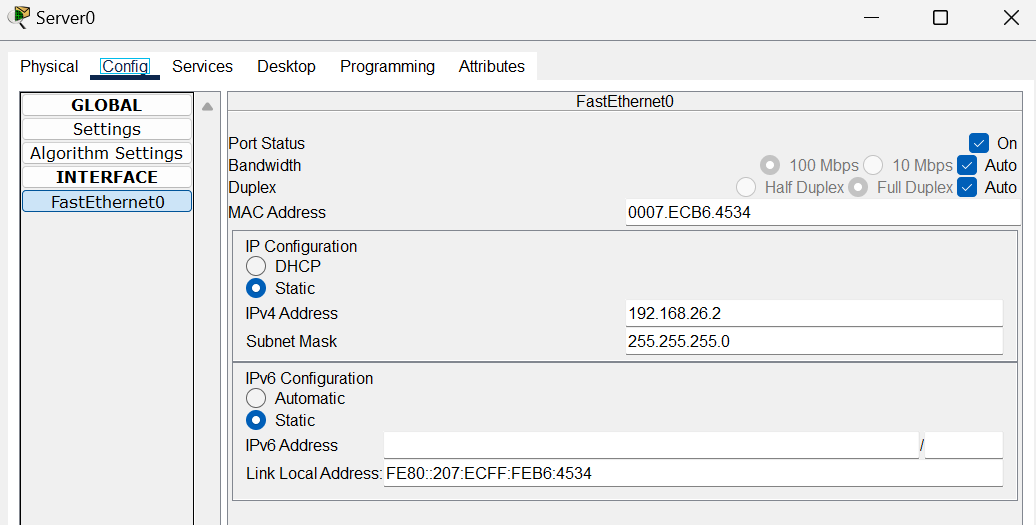 Server0
Physical Config Services Desktop Programming Attributes
GLOBAL
Settings
Algorithm Settings
INTERFACE
FastEthernet0
FastEthernet0
Port Status On
Bandwidth 100 Mbps 10 Mbps Auto
Duplex Half Duplex Full Duplex Auto
MAC Address 0007.ECB6.4534
IP Configuration
DHCP
Static
IPv4 Address 192.168.26.2
Subnet Mask 255.255.255.0
IPv6 Configuration
Automatic
Static
IPv6 Address /
Link Local Address: FE80::207:ECFF:FEB6:4534